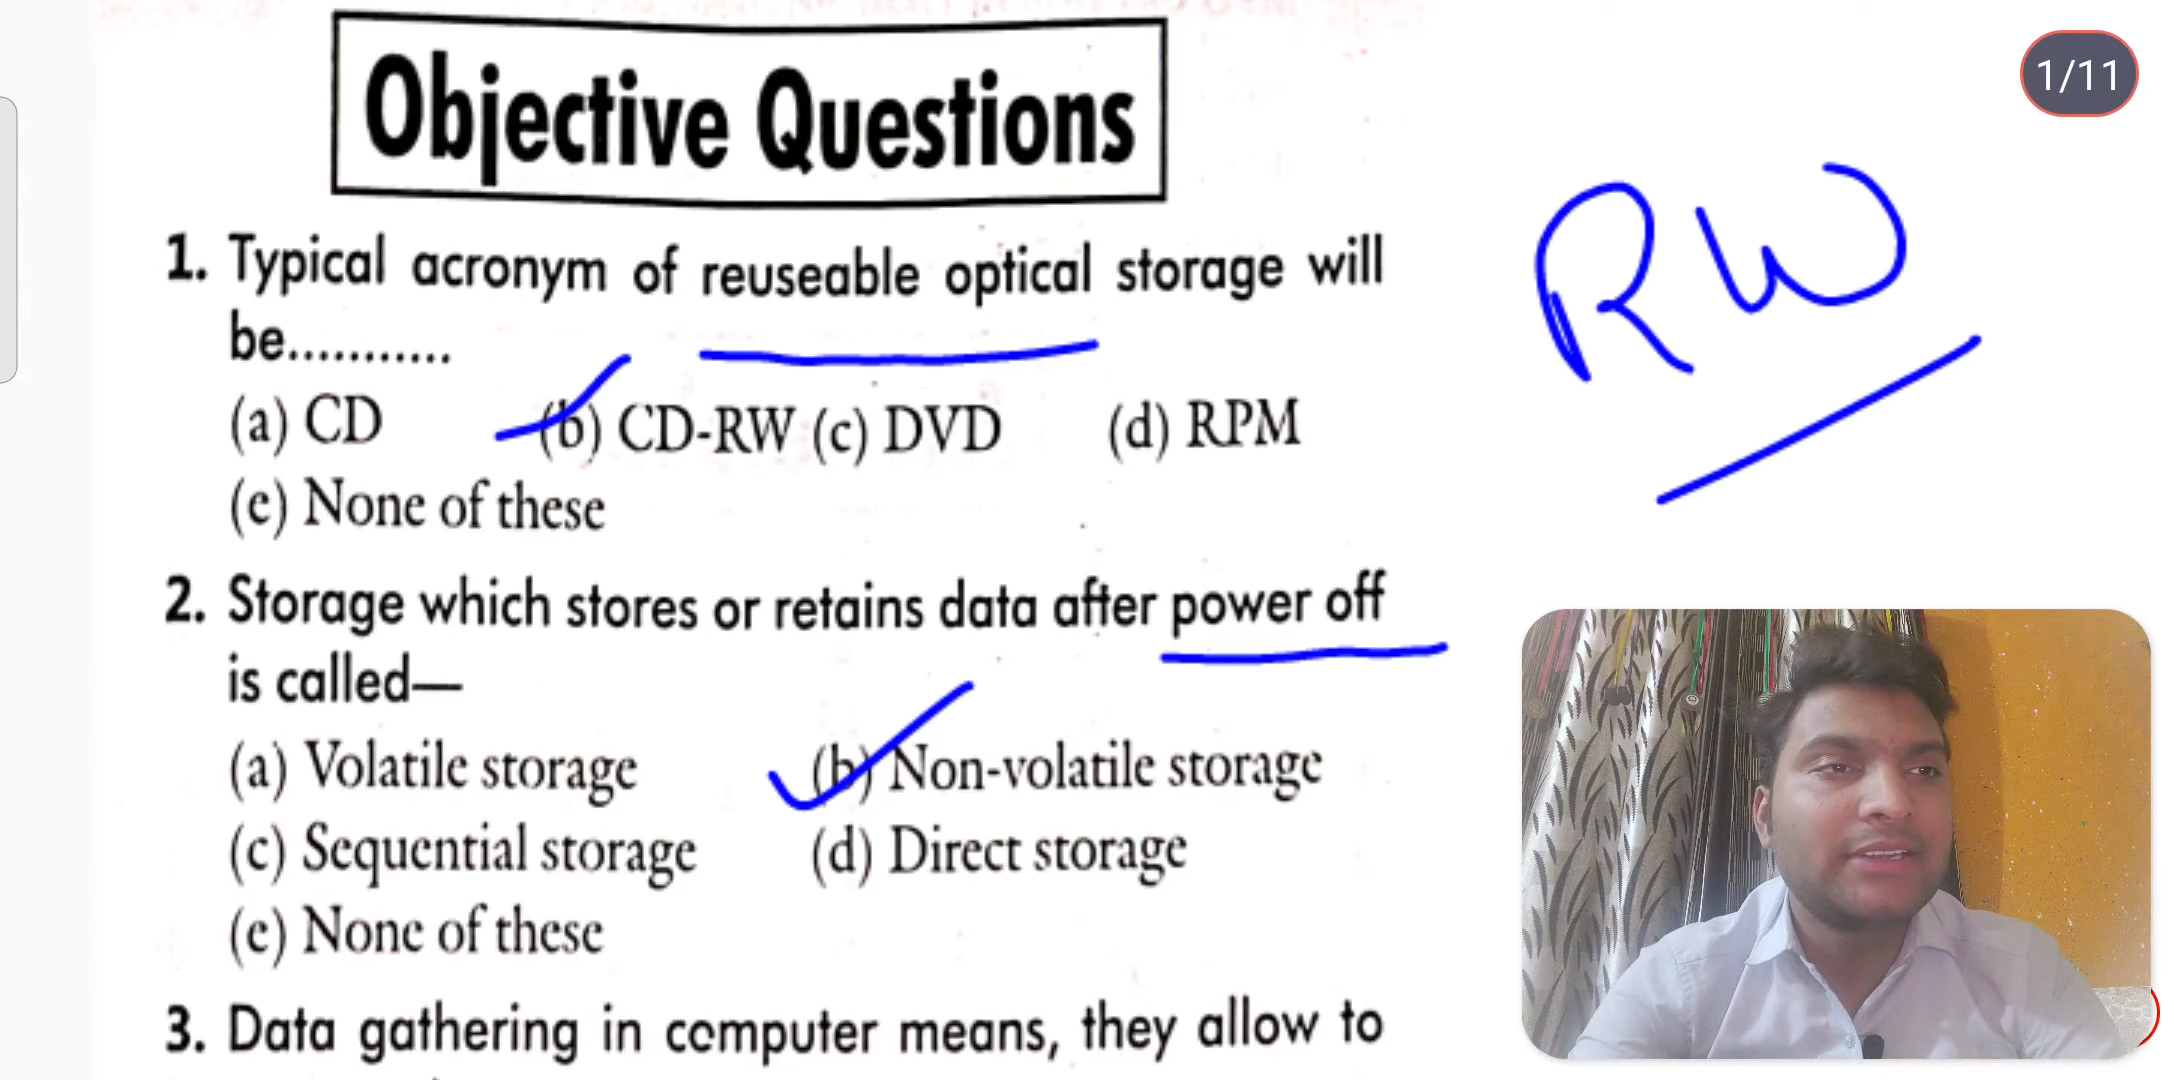 Objective Questions
1/11
RW
1. Typical acronym of reuseable optical storage will
be...........
(a) CD (b) CD-RW (c) DVD (d) RPM
(e) None of these
2. Storage which stores or retains data after power off
is called—
(a) Volatile storage (b) Non-volatile storage
(c) Sequential storage (d) Direct storage
(e) None of these
3. Data gathering in computer means, they allow to